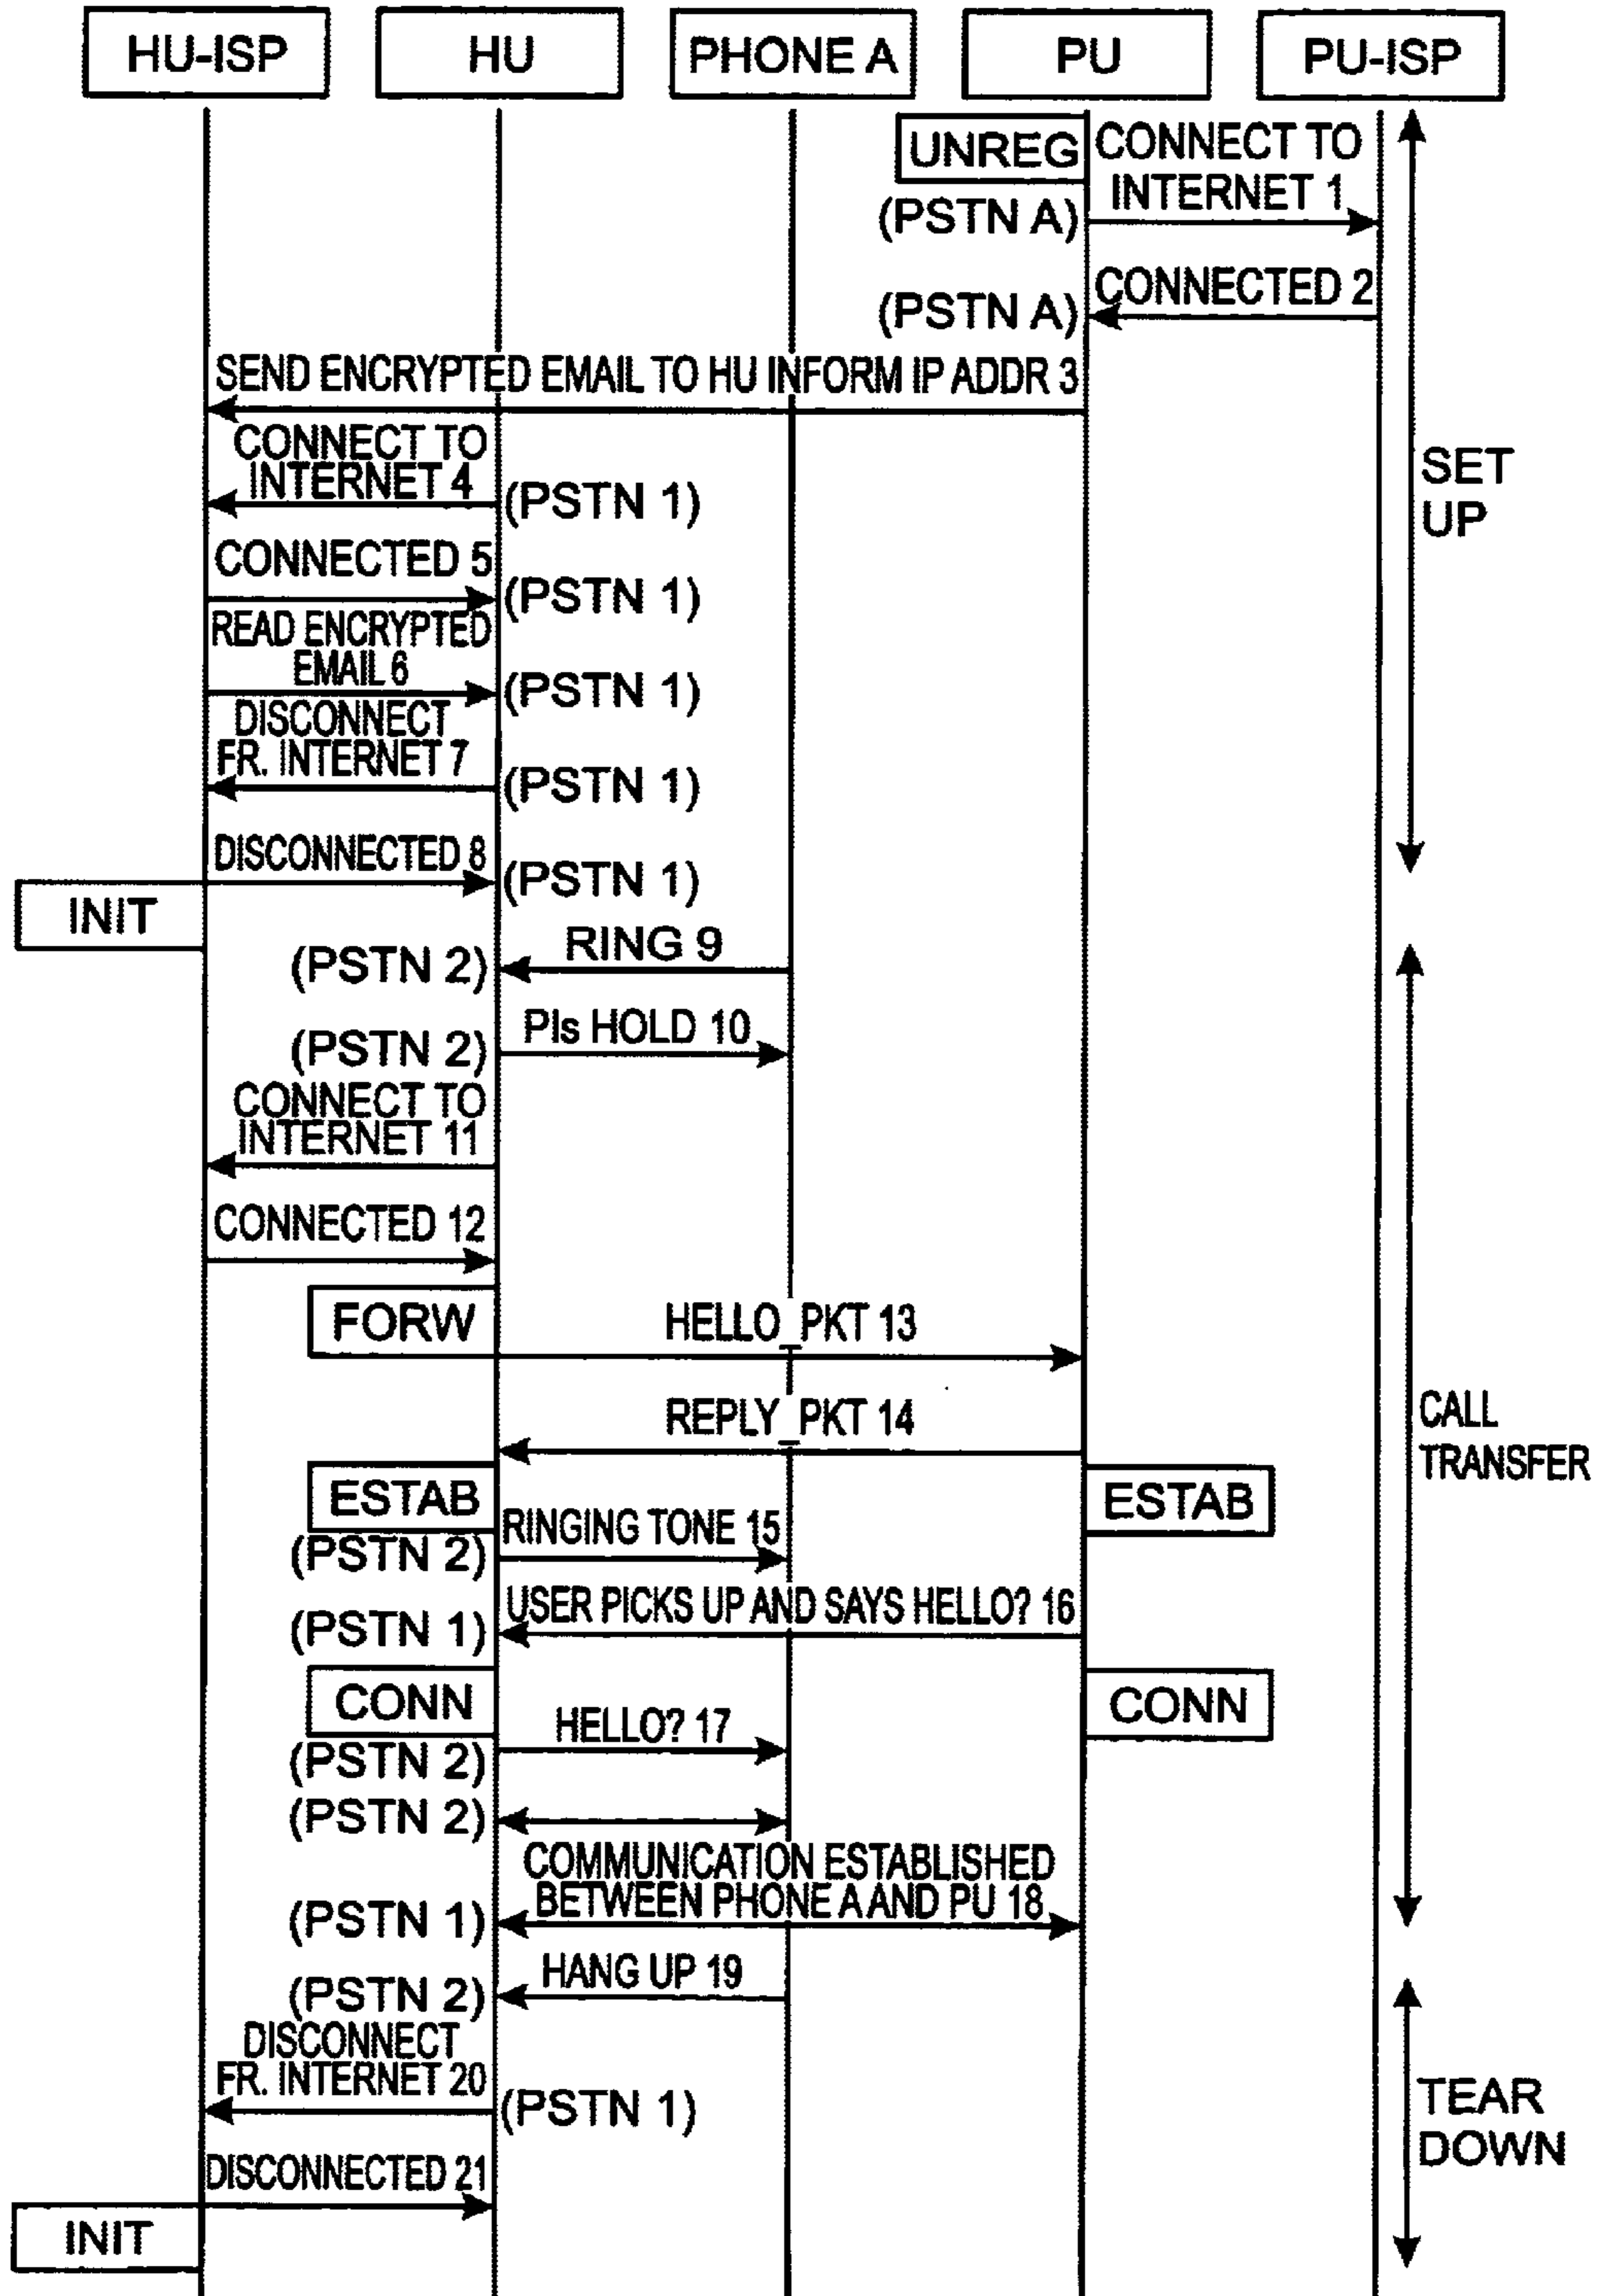 HU-ISP
HU
PHONE A
PU
PU-ISP
UNREG
CONNECT TO
INTERNET 1
(PSTN A)
CONNECTED 2
(PSTN A)
SEND ENCRYPTED EMAIL TO HU INFORM IP ADDR 3
CONNECT TO
INTERNET 4
(PSTN 1)
SET
UP
CONNECTED 5
(PSTN 1)
READ ENCRYPTED
EMAIL 6
(PSTN 1)
DISCONNECT
FR. INTERNET 7
(PSTN 1)
DISCONNECTED 8
(PSTN 1)
INIT
RING 9
(PSTN 2)
Pls HOLD 10
(PSTN 2)
CONNECT TO
INTERNET 11
CONNECTED 12
FORW
HELLO_PKT 13
REPLY_PKT 14
CALL
TRANSFER
ESTAB
ESTAB
RINGING TONE 15
(PSTN 2)
USER PICKS UP AND SAYS HELLO? 16
(PSTN 1)
CONN
CONN
HELLO? 17
(PSTN 2)
(PSTN 2)
COMMUNICATION ESTABLISHED
BETWEEN PHONE A AND PU 18
(PSTN 1)
HANG UP 19
(PSTN 2)
DISCONNECT
FR. INTERNET 20
(PSTN 1)
TEAR
DOWN
DISCONNECTED 21
INIT